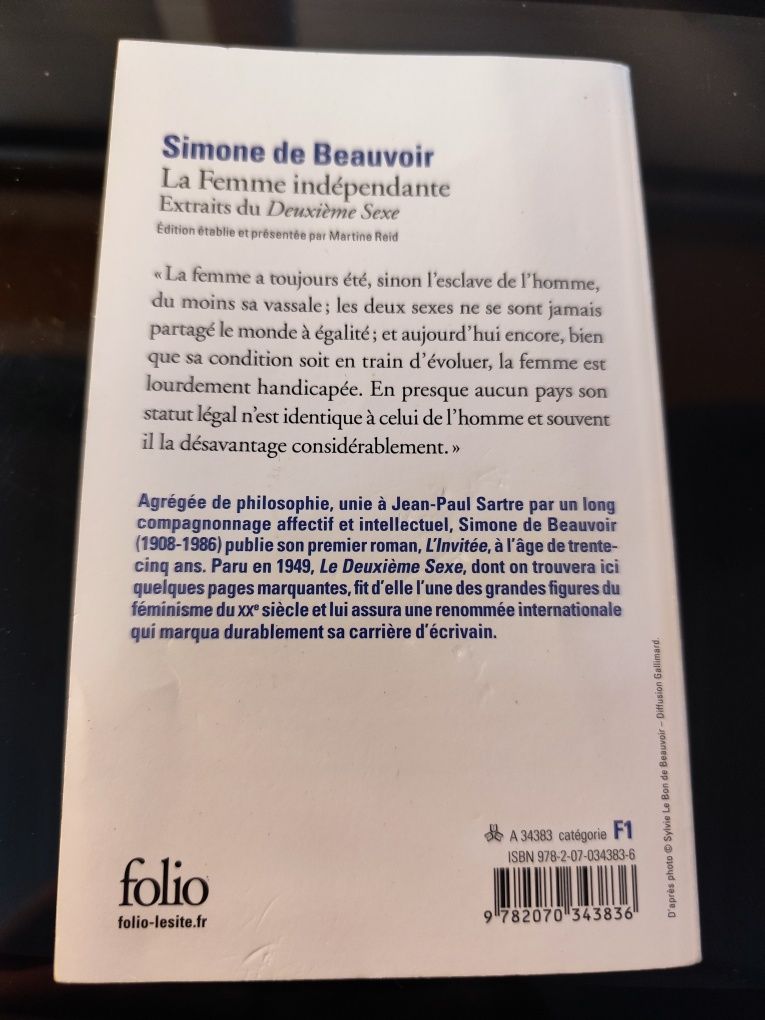 Simone de Beauvoir
La Femme indépendante
Extraits du Deuxième Sexe
Édition établie et présentée par Martine Reid
« La femme a toujours été, sinon l'esclave de l'homme,
du moins sa vassale ; les deux sexes ne se sont jamais
partagé le monde à égalité ; et aujourd'hui encore, bien
que sa condition soit en train d'évoluer, la femme est
lourdement handicapée. En presque aucun pays son
statut légal n'est identique à celui de l'homme et souvent
il la désavantage considérablement. »
Agrégée de philosophie, unie à Jean-Paul Sartre par un long
compagnonnage affectif et intellectuel, Simone de Beauvoir
(1908-1986) publie son premier roman, L'Invitée, à l'âge de trente-
cinq ans. Paru en 1949, Le Deuxième Sexe, dont on trouvera ici
quelques pages marquantes, fit d'elle l'une des grandes figures du
féminisme du XXe siècle et lui assura une renommée internationale
qui marqua durablement sa carrière d'écrivain.
D'après photo © Sylvie Le Bon de Beauvoir – Diffusion Gallimard.
folio
folio-lesite.fr
A 34383 catégorie F1
ISBN 978-2-07-034383-6
9 782070 343836